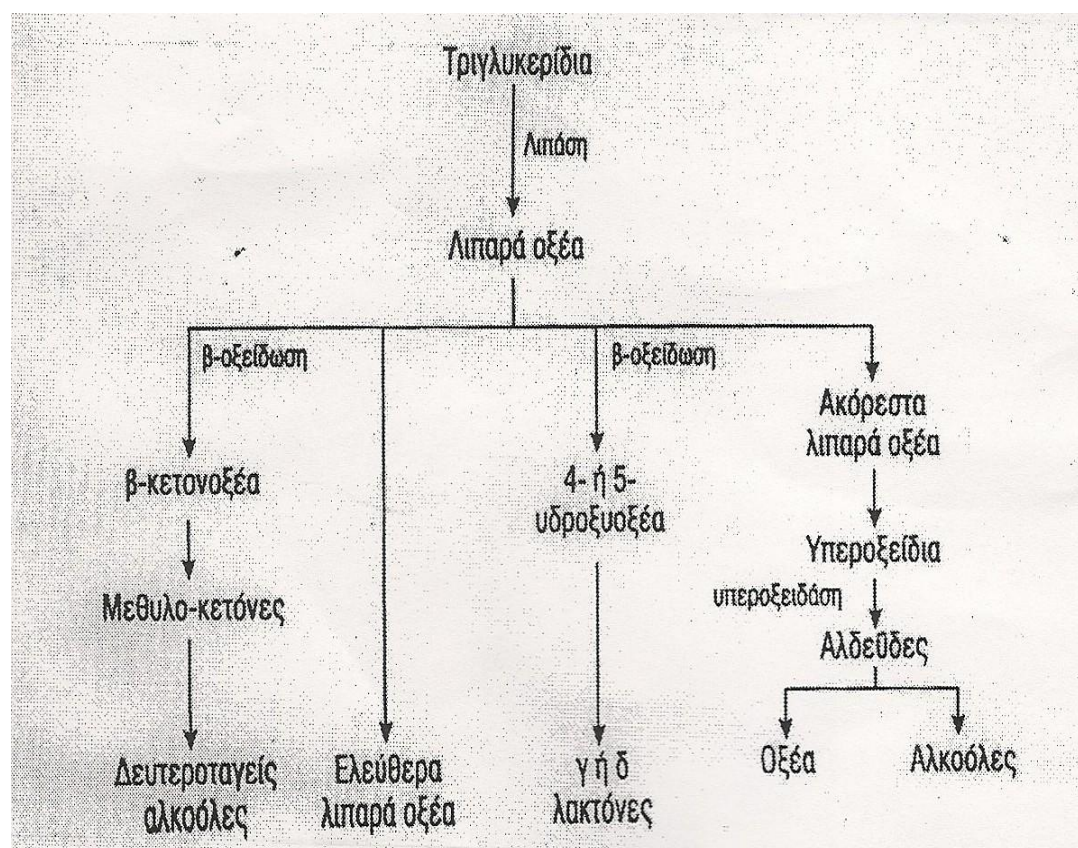 Τριγλυκερίδια
Λιπάση
Λιπαρά οξέα
β-οξείδωση
β-οξείδωση
Ακόρεστα
λιπαρά οξέα
β-κετονοξέα
4- ή 5-
υδροξυοξέα
Υπεροξείδια
Μεθυλο-κετόνες
υπεροξειδάση
Αλδεΰδες
Δευτεροταγείς
αλκοόλες
Ελεύθερα
λιπαρά οξέα
γ ή δ
λακτόνες
Οξέα
Αλκοόλες